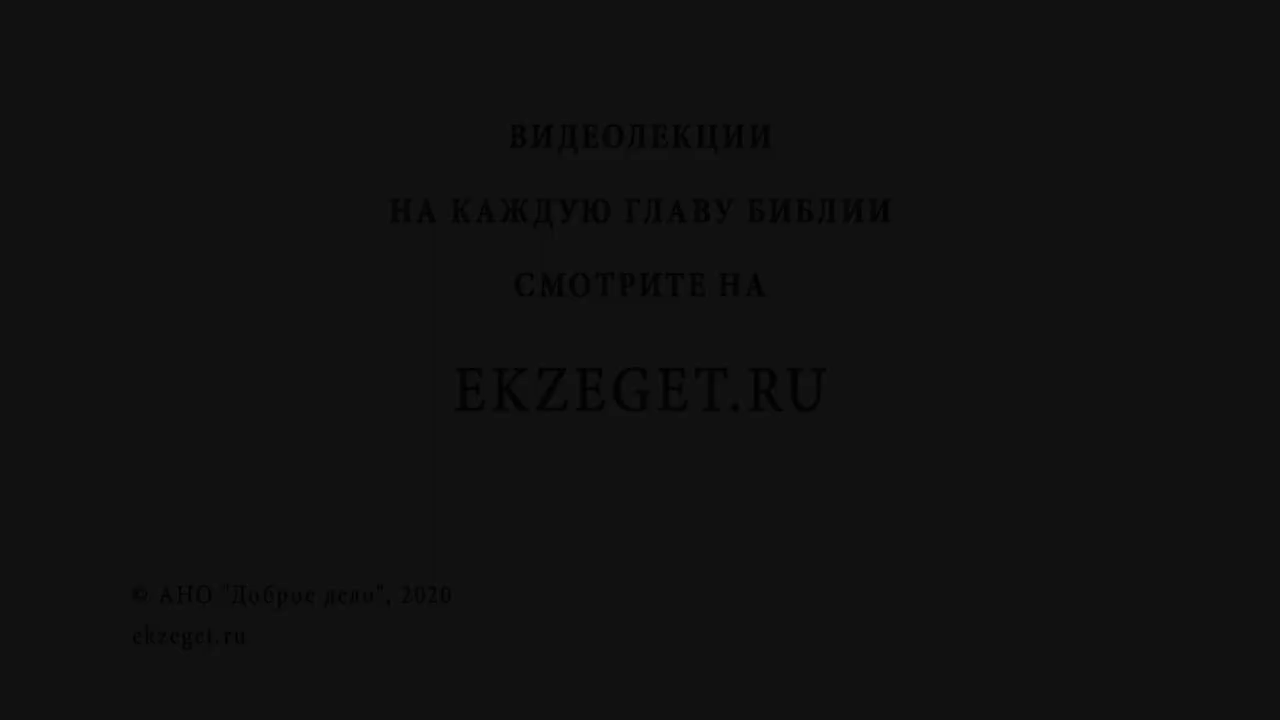 ВИДЕОЛЕКЦИИ
НА КАЖДУЮ ГЛАВУ БИБЛИИ
СМОТРИТЕ НА
EKZEGET.RU
© АНО "Доброе дело", 2020
ekzeget.ru